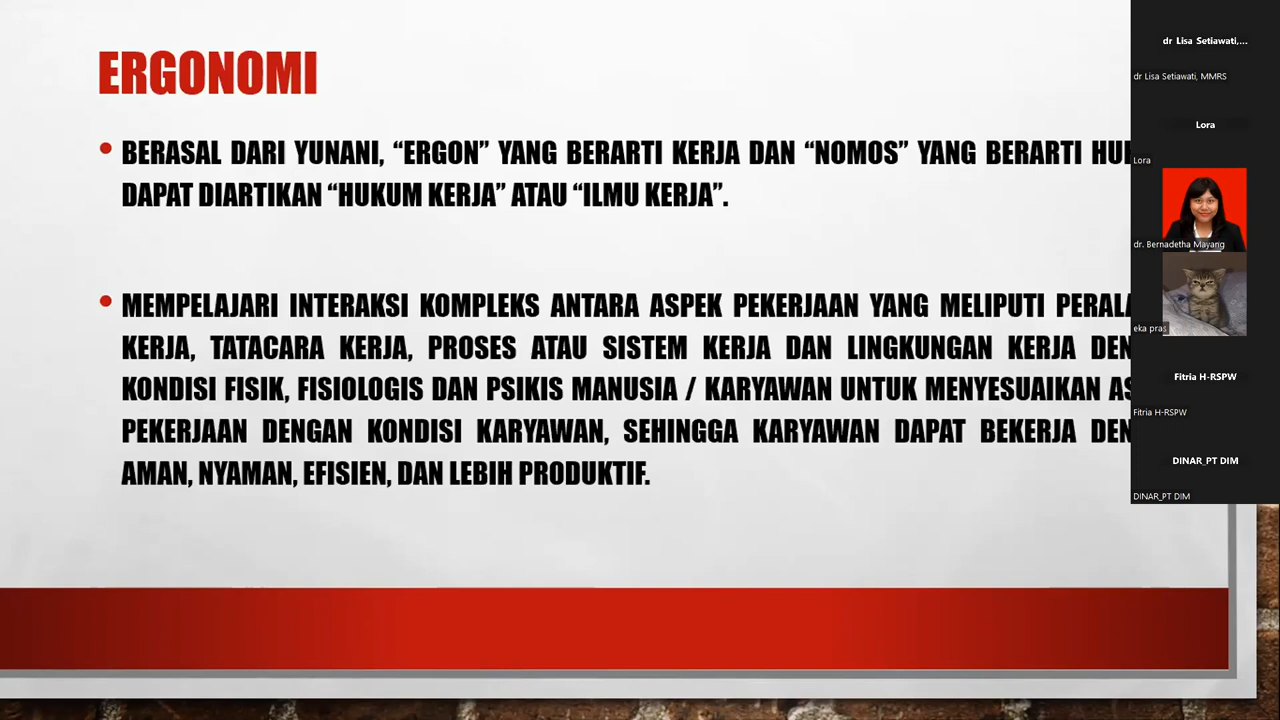 ERGONOMI
• BERASAL DARI YUNANI, “ERGON” YANG BERARTI KERJA DAN “NOMOS” YANG BERARTI
DAPAT DIARTIKAN “HUKUM KERJA” ATAU “ILMU KERJA”.
• MEMPELAJARI INTERAKSI KOMPLEKS ANTARA ASPEK PEKERJAAN YANG MELIPUTI
KERJA, TATACARA KERJA, PROSES ATAU SISTEM KERJA DAN LINGKUNGAN KERJA
KONDISI FISIK, FISIOLOGIS DAN PSIKIS MANUSIA / KARYAWAN UNTUK MENYESUAIKAN
PEKERJAAN DENGAN KONDISI KARYAWAN, SEHINGGA KARYAWAN DAPAT BEKERJA
AMAN, NYAMAN, EFISIEN, DAN LEBIH PRODUKTIF.
dr Lisa Setiawati,...
dr Lisa Setiawati, MMRS
Lora
Lora
dr. Bernadetha Mayang
eka pras
Fitria H-RSPW
Fitria H-RSPW
DINAR_PT DIM
DINAR_PT DIM